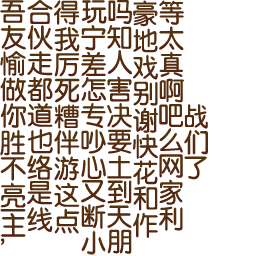 战们了
等太真啊吧么网家利
豪地戏别谢快花和作
吗知人害决要土到天朋
玩宁差怎专吵心又断小
得我厉死糟伴游这点
合伙走都道也络是线
吾友愉做你胜不亮主，